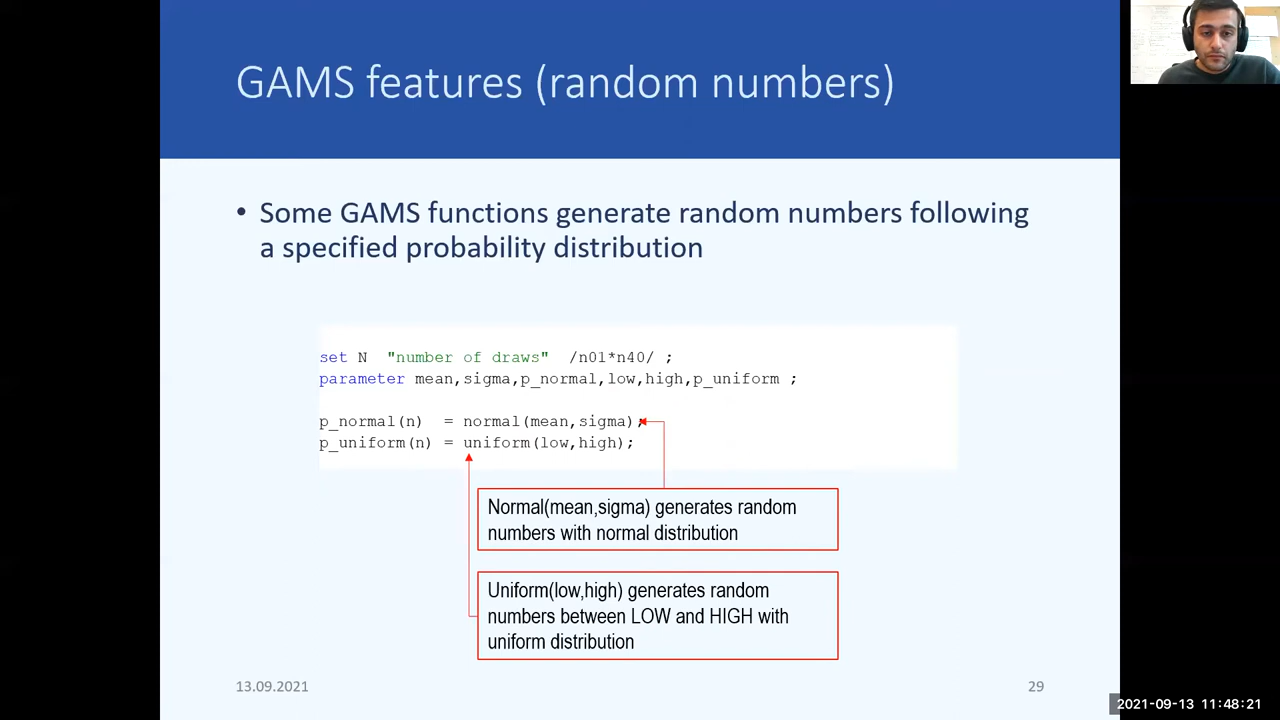 GAMS features (random numbers)
• Some GAMS functions generate random numbers following
a specified probability distribution
set N "number of draws" /n01*n40/ ;
parameter mean,sigma,p_normal,low,high,p_uniform ;
p_normal(n) = normal(mean,sigma);
p_uniform(n) = uniform(low,high);
Normal(mean,sigma) generates random
numbers with normal distribution
Uniform(low,high) generates random
numbers between LOW and HIGH with
uniform distribution
13.09.2021
29
2021-09-13 11:48:21